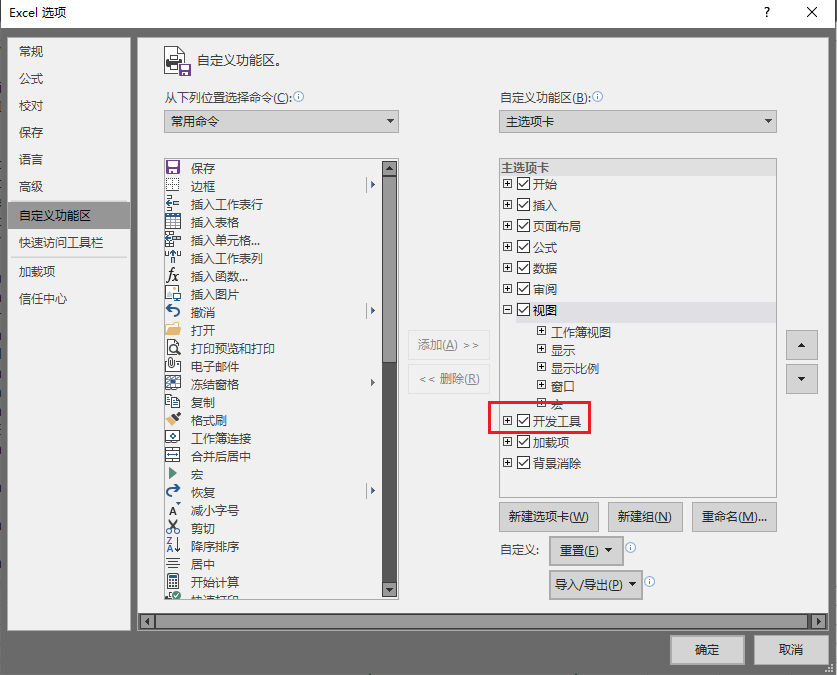 Excel 选项
?
常规
公式
校对
保存
语言
高级
自定义功能区
快速访问工具栏
加载项
信任中心
自定义功能区。
从下列位置选择命令(C):
常用命令
保存
边框
插入工作表行
插入表格
插入单元格...
插入工作表列
插入函数...
插入图片
撤消
打开
打印预览和打印
电子邮件
冻结窗格
复制
格式刷
工作簿连接
合并后居中
宏
恢复
减小字号
剪切
降序排序
居中
开始计算
快速打印
添加(A) >>
<< 删除(R)
自定义功能区(B):
主选项卡
主选项卡
开始
插入
页面布局
公式
数据
审阅
视图
工作簿视图
显示
显示比例
窗口
宏
开发工具
加载项
背景消除
新建选项卡(W)
新建组(N)
重命名(M)...
自定义:
重置(E)
导入/导出(P)
确定
取消